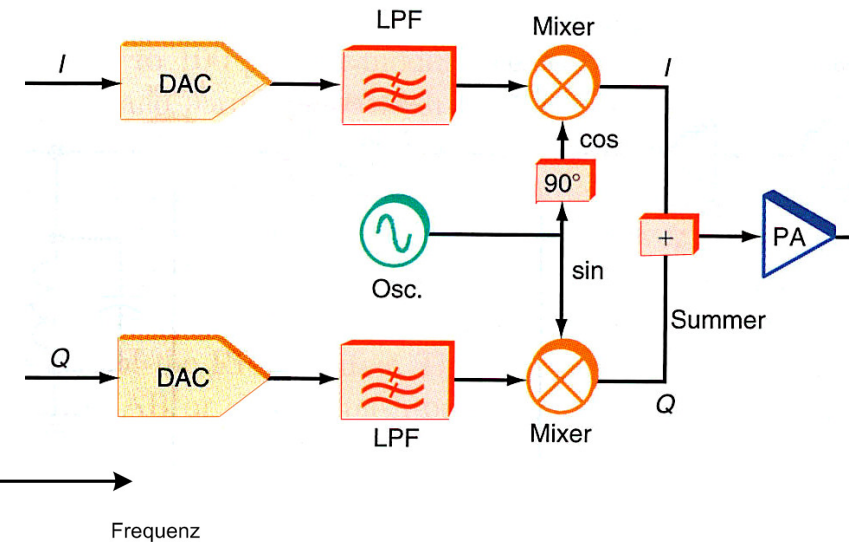 LPF
Mixer
I
DAC
I
cos
90°
+
PA
sin
Osc.
Summer
Q
DAC
Q
LPF
Mixer
Frequenz